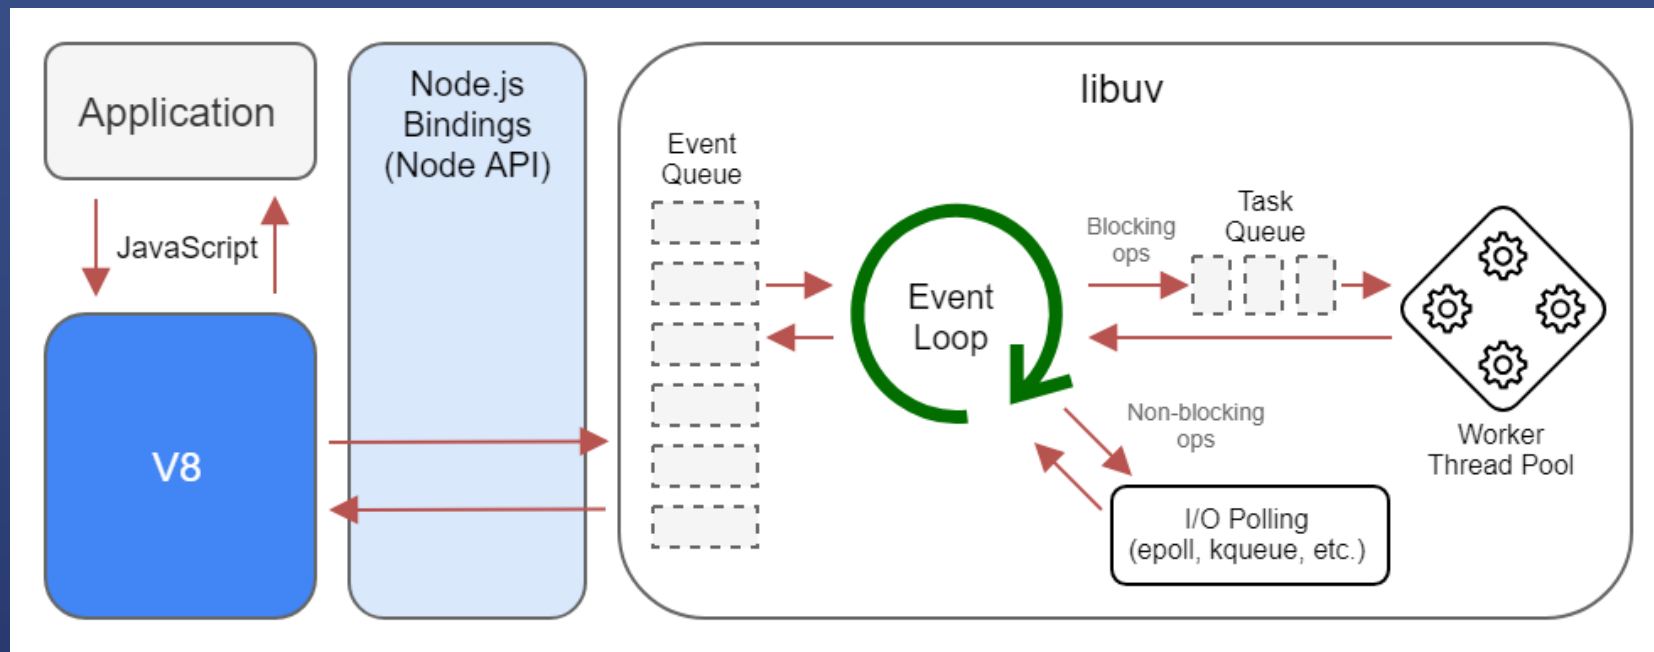 Application
JavaScript
V8
Node.js
Bindings
(Node API)
libuv
Event
Queue
Event
Loop
Blocking
ops
Task
Queue
Worker
Thread Pool
Non-blocking
ops
I/O Polling
(epoll, kqueue, etc.)